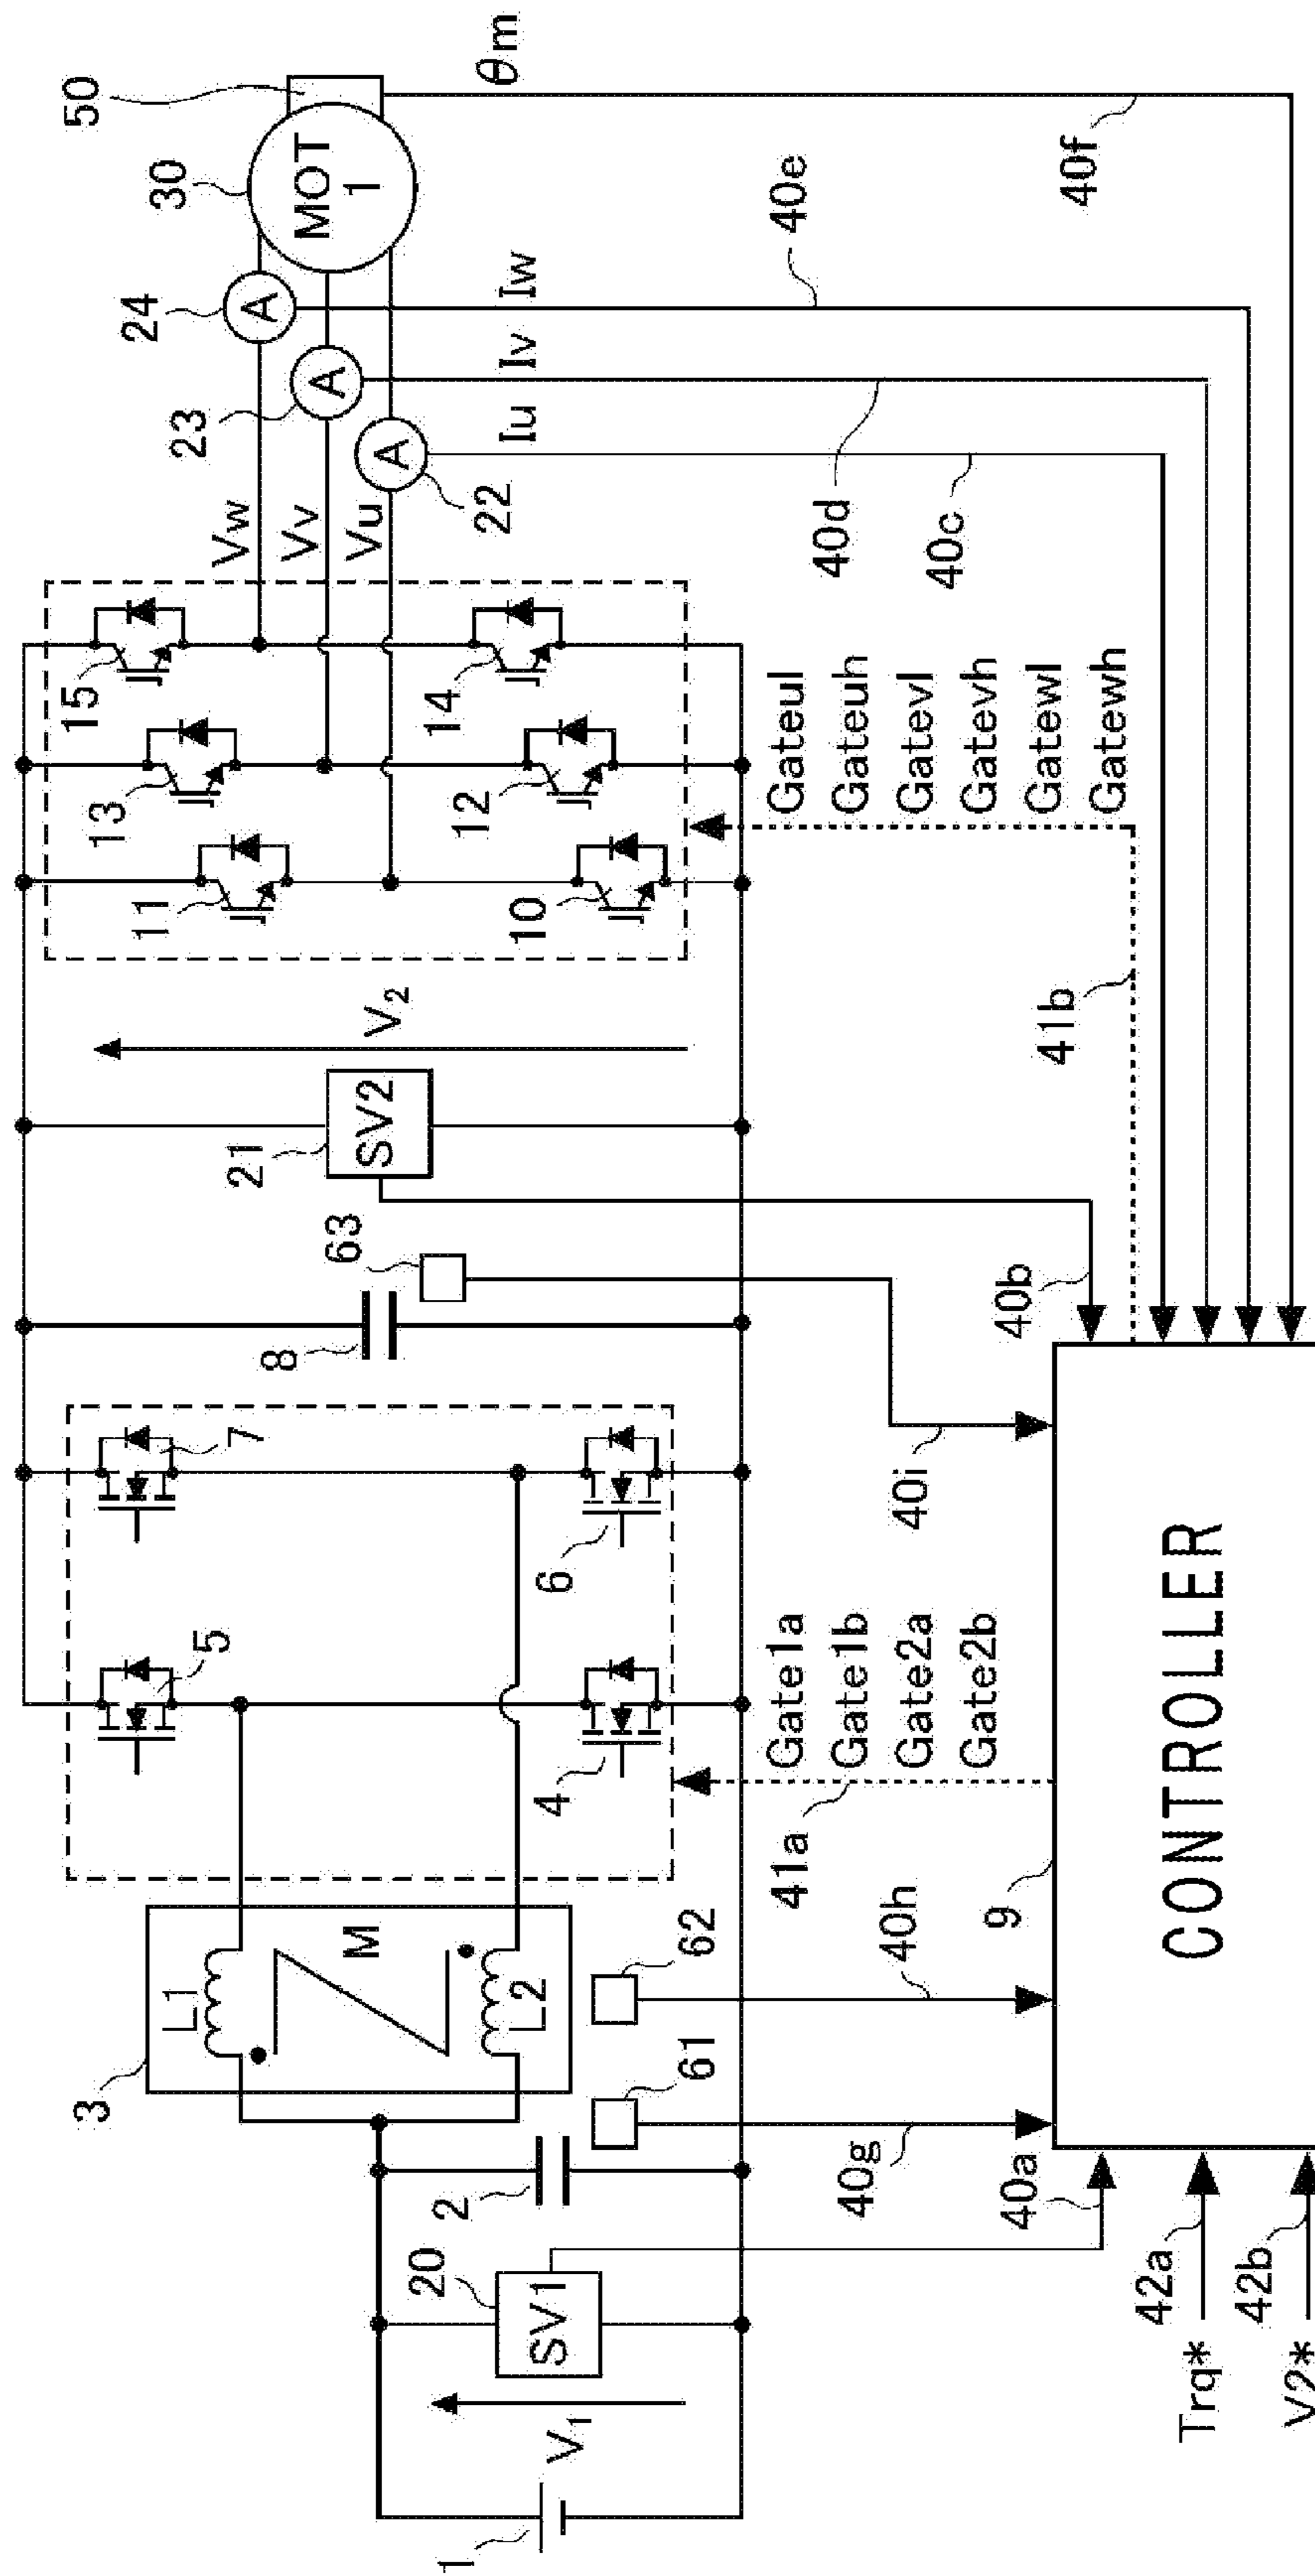 1
V1
20
SV1
2
3
L1
M
L2
61
62
5
4
7
6
8
63
21
SV2
V2
11
13
15
10
12
14
Vw
Vv
Vu
24
A
23
A
22
A
30
MOT
1
50
θm
Iu
Iv
Iw
Gate1a
Gate1b
Gate2a
Gate2b
41a
Gateul
Gateuh
Gatevl
Gatevh
Gatewl
Gatewh
41b
40g
40h
40i
40b
40a
40c
40d
40e
40f
9
CONTROLLER
Trq*
42a
V2*
42b